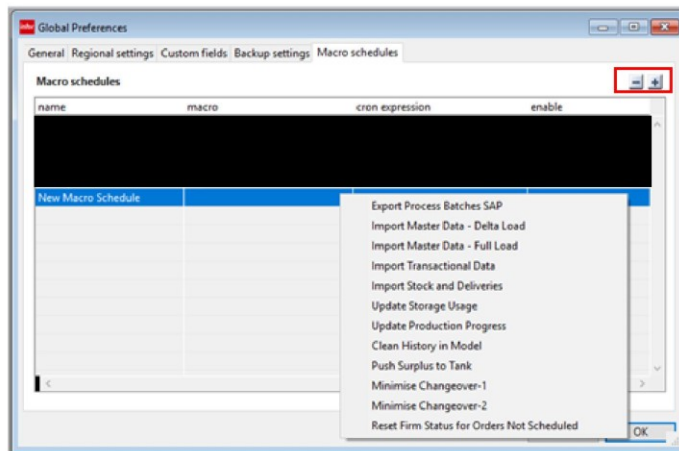 infor Global Preferences
General Regional settings Custom fields Backup settings Macro schedules
Macro schedules
name macro cron expression enable
New Macro Schedule
Export Process Batches SAP
Import Master Data - Delta Load
Import Master Data - Full Load
Import Transactional Data
Import Stock and Deliveries
Update Storage Usage
Update Production Progress
Clean History in Model
Push Surplus to Tank
Minimise Changeover-1
Minimise Changeover-2
Reset Firm Status for Orders Not Scheduled
OK